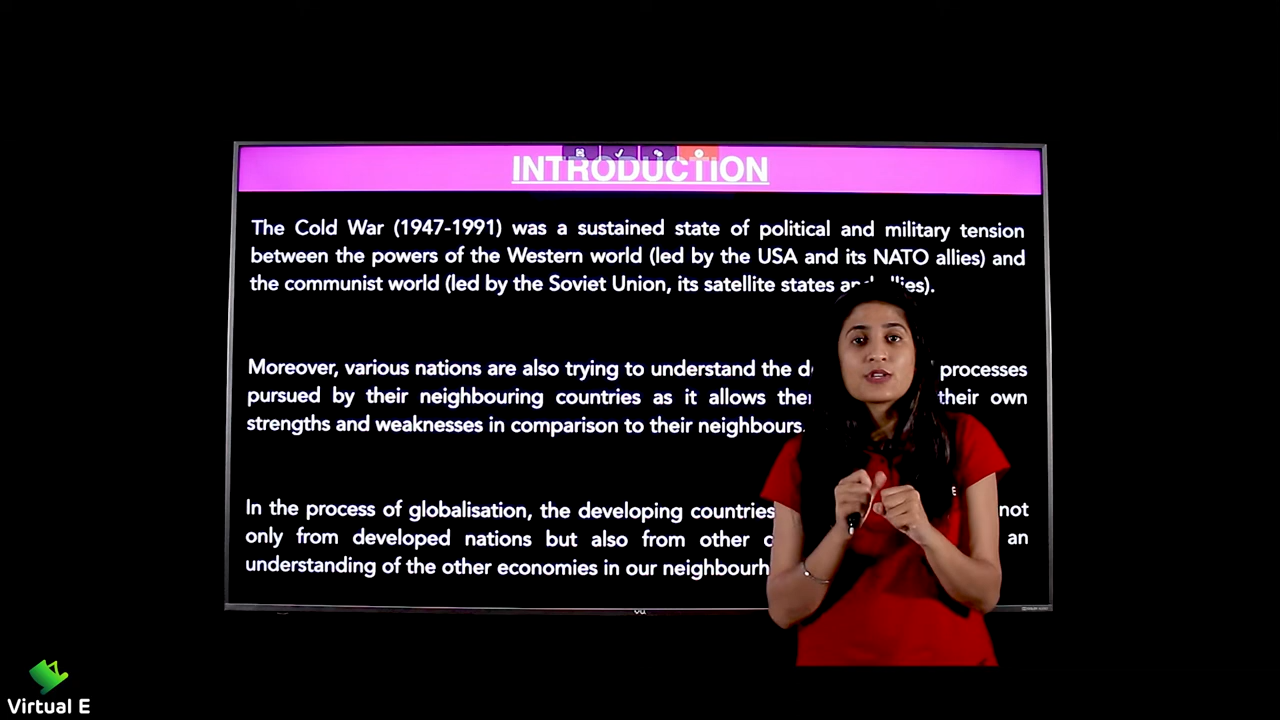 INTRODUCTION
The Cold War (1947-1991) was a sustained state of political and military tension
between the powers of the Western world (led by the USA and its NATO allies) and
the communist world (led by the Soviet Union, its satellite states and allies).
Moreover, various nations are also trying to understand the processes
pursued by their neighbouring countries as it allows their own
strengths and weaknesses in comparison to their neighbours.
In the process of globalisation, the developing countries not
only from developed nations but also from other an
understanding of the other economies in our
Virtual E